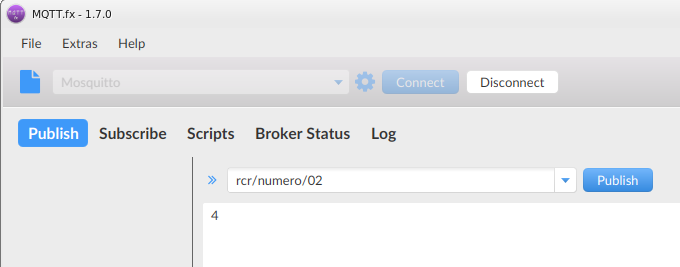 MQTT.fx - 1.7.0
File Extras Help
Mosquitto Connect Disconnect
Publish Subscribe Scripts Broker Status Log
rcr/numero/02 Publish
4